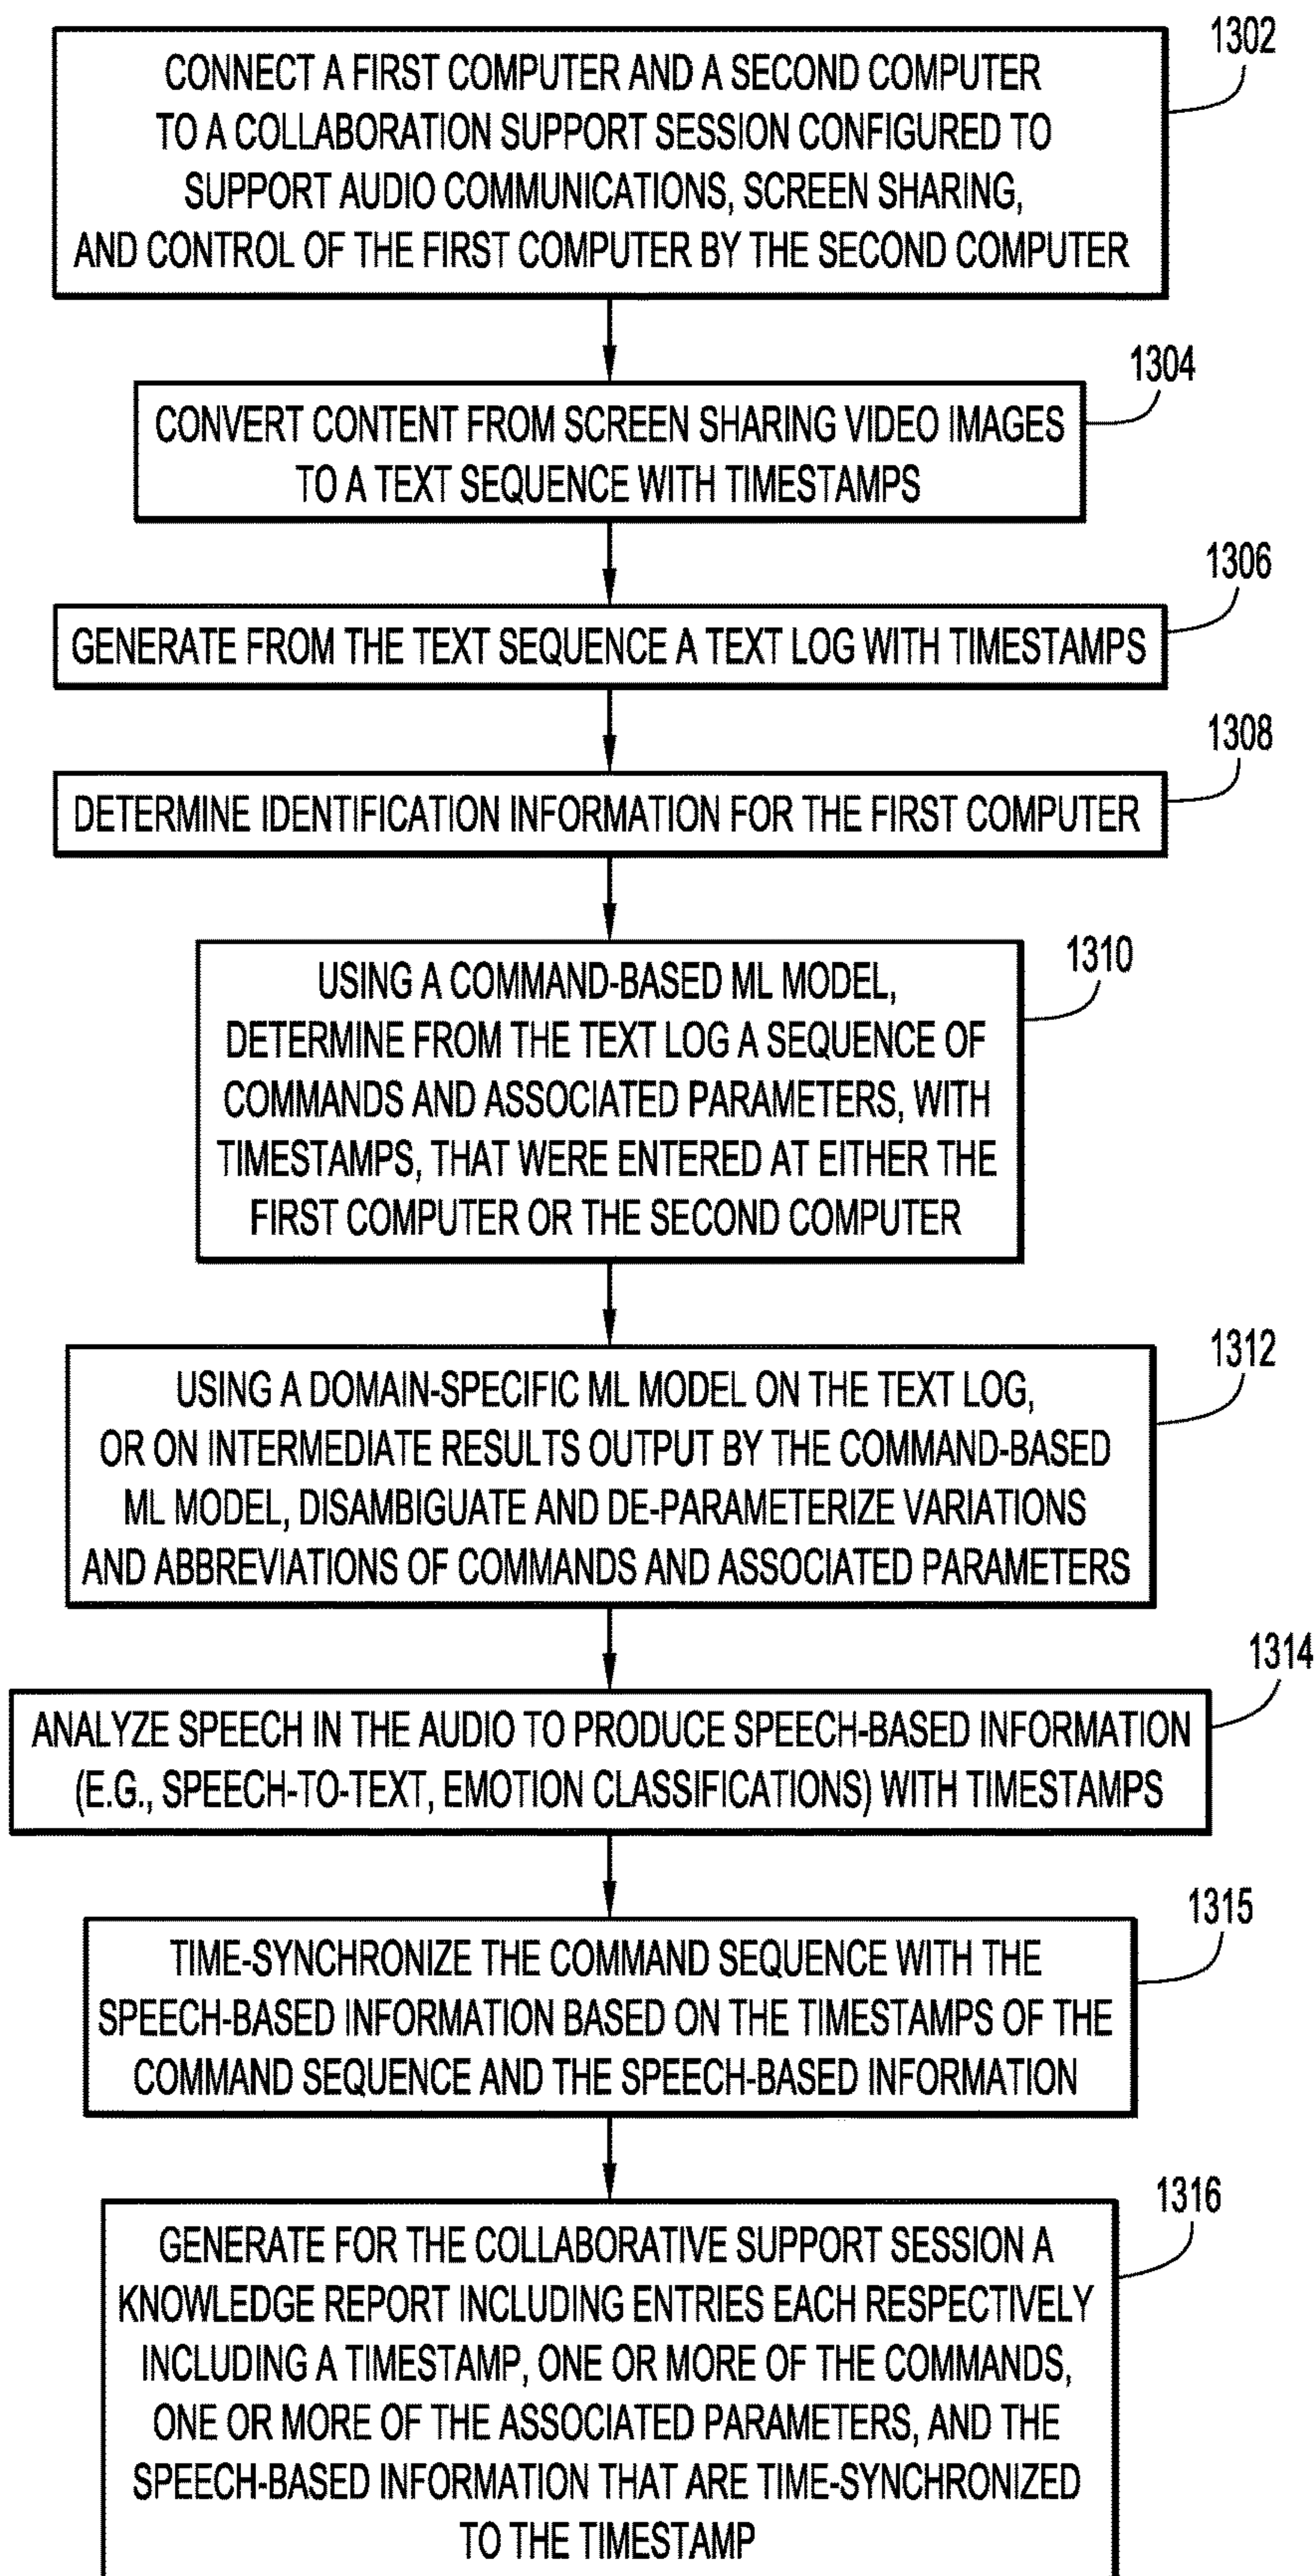 1302
CONNECT A FIRST COMPUTER AND A SECOND COMPUTER
TO A COLLABORATION SUPPORT SESSION CONFIGURED TO
SUPPORT AUDIO COMMUNICATIONS, SCREEN SHARING,
AND CONTROL OF THE FIRST COMPUTER BY THE SECOND COMPUTER
1304
CONVERT CONTENT FROM SCREEN SHARING VIDEO IMAGES
TO A TEXT SEQUENCE WITH TIMESTAMPS
1306
GENERATE FROM THE TEXT SEQUENCE A TEXT LOG WITH TIMESTAMPS
1308
DETERMINE IDENTIFICATION INFORMATION FOR THE FIRST COMPUTER
1310
USING A COMMAND-BASED ML MODEL,
DETERMINE FROM THE TEXT LOG A SEQUENCE OF
COMMANDS AND ASSOCIATED PARAMETERS, WITH
TIMESTAMPS, THAT WERE ENTERED AT EITHER THE
FIRST COMPUTER OR THE SECOND COMPUTER
1312
USING A DOMAIN-SPECIFIC ML MODEL ON THE TEXT LOG,
OR ON INTERMEDIATE RESULTS OUTPUT BY THE COMMAND-BASED
ML MODEL, DISAMBIGUATE AND DE-PARAMETERIZE VARIATIONS
AND ABBREVIATIONS OF COMMANDS AND ASSOCIATED PARAMETERS
1314
ANALYZE SPEECH IN THE AUDIO TO PRODUCE SPEECH-BASED INFORMATION
(E.G., SPEECH-TO-TEXT, EMOTION CLASSIFICATIONS) WITH TIMESTAMPS
1315
TIME-SYNCHRONIZE THE COMMAND SEQUENCE WITH THE
SPEECH-BASED INFORMATION BASED ON THE TIMESTAMPS OF THE
COMMAND SEQUENCE AND THE SPEECH-BASED INFORMATION
1316
GENERATE FOR THE COLLABORATIVE SUPPORT SESSION A
KNOWLEDGE REPORT INCLUDING ENTRIES EACH RESPECTIVELY
INCLUDING A TIMESTAMP, ONE OR MORE OF THE COMMANDS,
ONE OR MORE OF THE ASSOCIATED PARAMETERS, AND THE
SPEECH-BASED INFORMATION THAT ARE TIME-SYNCHRONIZED
TO THE TIMESTAMP